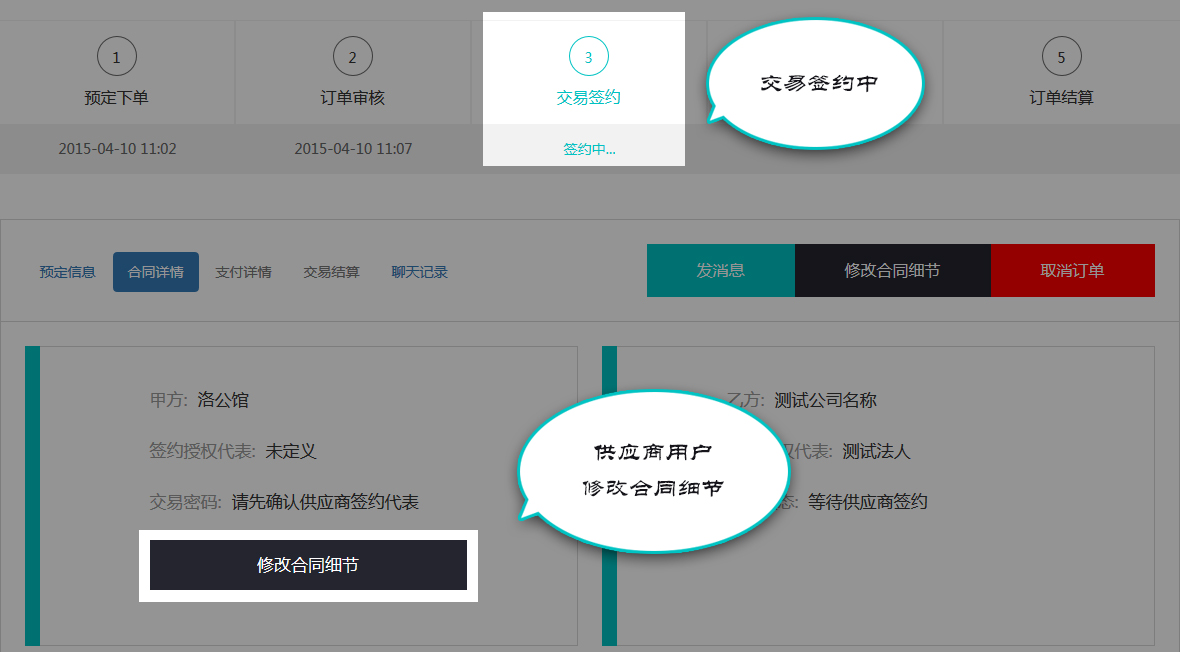 1
预定下单
2015-04-10 11:02
2
订单审核
2015-04-10 11:07
3
交易签约
签约中...
交易签约中
5
订单结算
预定信息 合同详情 支付详情 交易结算 聊天记录
发消息 修改合同细节 取消订单
甲方: 洛公馆
签约授权代表: 未定义
交易密码: 请先确认供应商签约代表
修改合同细节
供应商用户
修改合同细节
乙方: 测试公司名称
权代表: 测试法人
态: 等待供应商签约